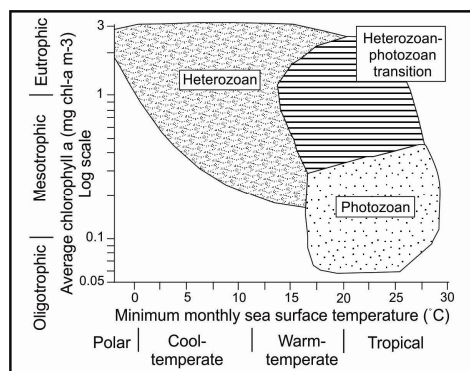 Eutrophic
Mesotrophic
Oligotrophic
Average chlorophyll a (mg chl-a m-3)
Log scale
3
1
0.1
0.05
Heterozoan
Heterozoan-
photozoan
transition
Photozoan
0 5 10 15 20 25 30
Minimum monthly sea surface temperature (°C)
Polar
Cool-
temperate
Warm-
temperate
Tropical